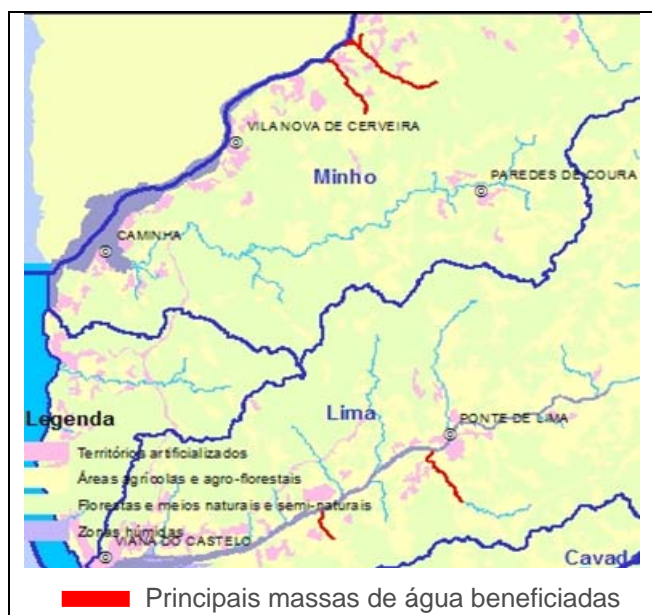 VILA NOVA DE CERVEIRA
Minho
PAREDES DE COURA
CAMINHA
Lima
Legenda
PONTE DE LIMA
Territórios artificializados
Áreas agrícolas e agro-florestais
Florestas e meios naturais e semi-naturais
Zonas húmidas
VIANA DO CASTELO
Cavado
Principais massas de água beneficiadas